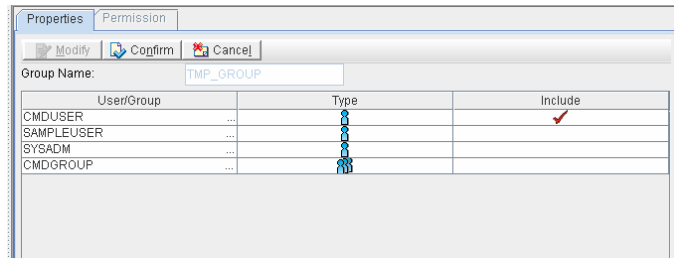 Properties Permission
Modify Confirm Cancel
Group Name: TMP_GROUP
User/Group Type Include
CMDUSER ...
SAMPLEUSER ...
SYSADM ...
CMDGROUP ...